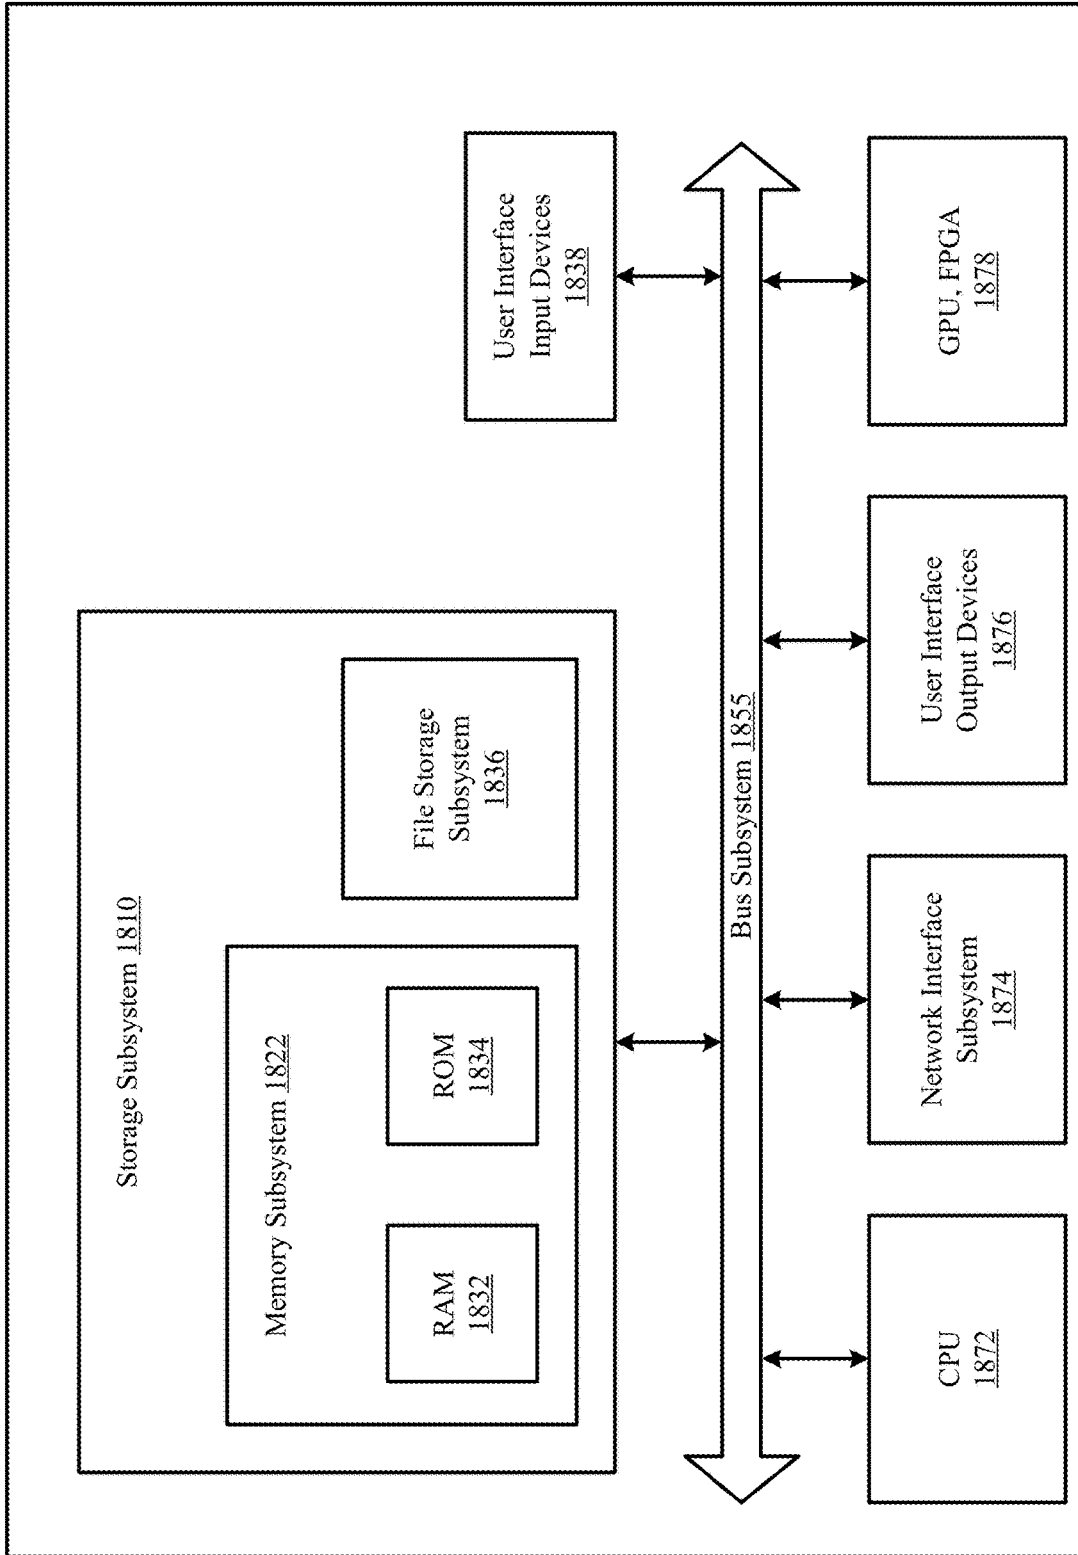 Storage Subsystem 1810
Memory Subsystem 1822
RAM
1832
ROM
1834
File Storage
Subsystem
1836
User Interface
Input Devices
1838
Bus Subsystem 1855
CPU
1872
Network Interface
Subsystem
1874
User Interface
Output Devices
1876
GPU, FPGA
1878